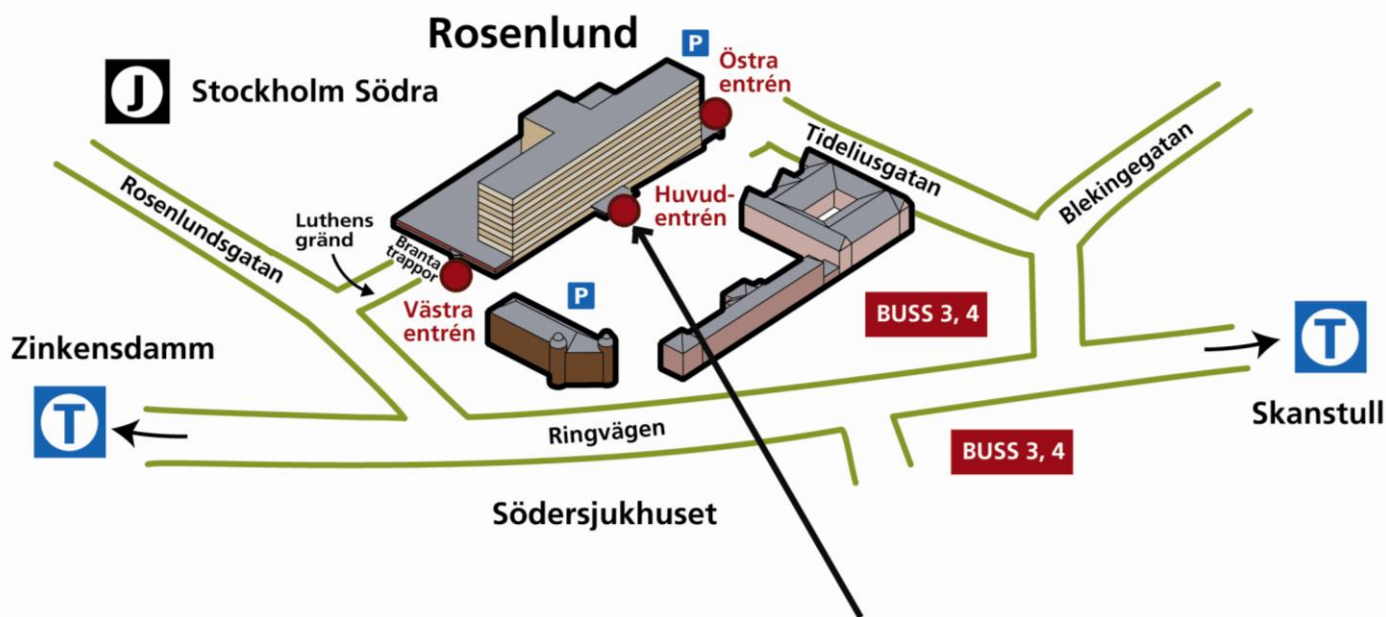 Rosenlund
P
Östra
entrén
J
Stockholm Södra
Tideliusgatan
Blekingegatan
Rosenlundsgatan
Luthens
gränd
Branta
trappor
Huvud-
entrén
Västra
entrén
P
BUSS 3, 4
Zinkensdamm
T
T
Skanstull
Ringvägen
BUSS 3, 4
Södersjukhuset